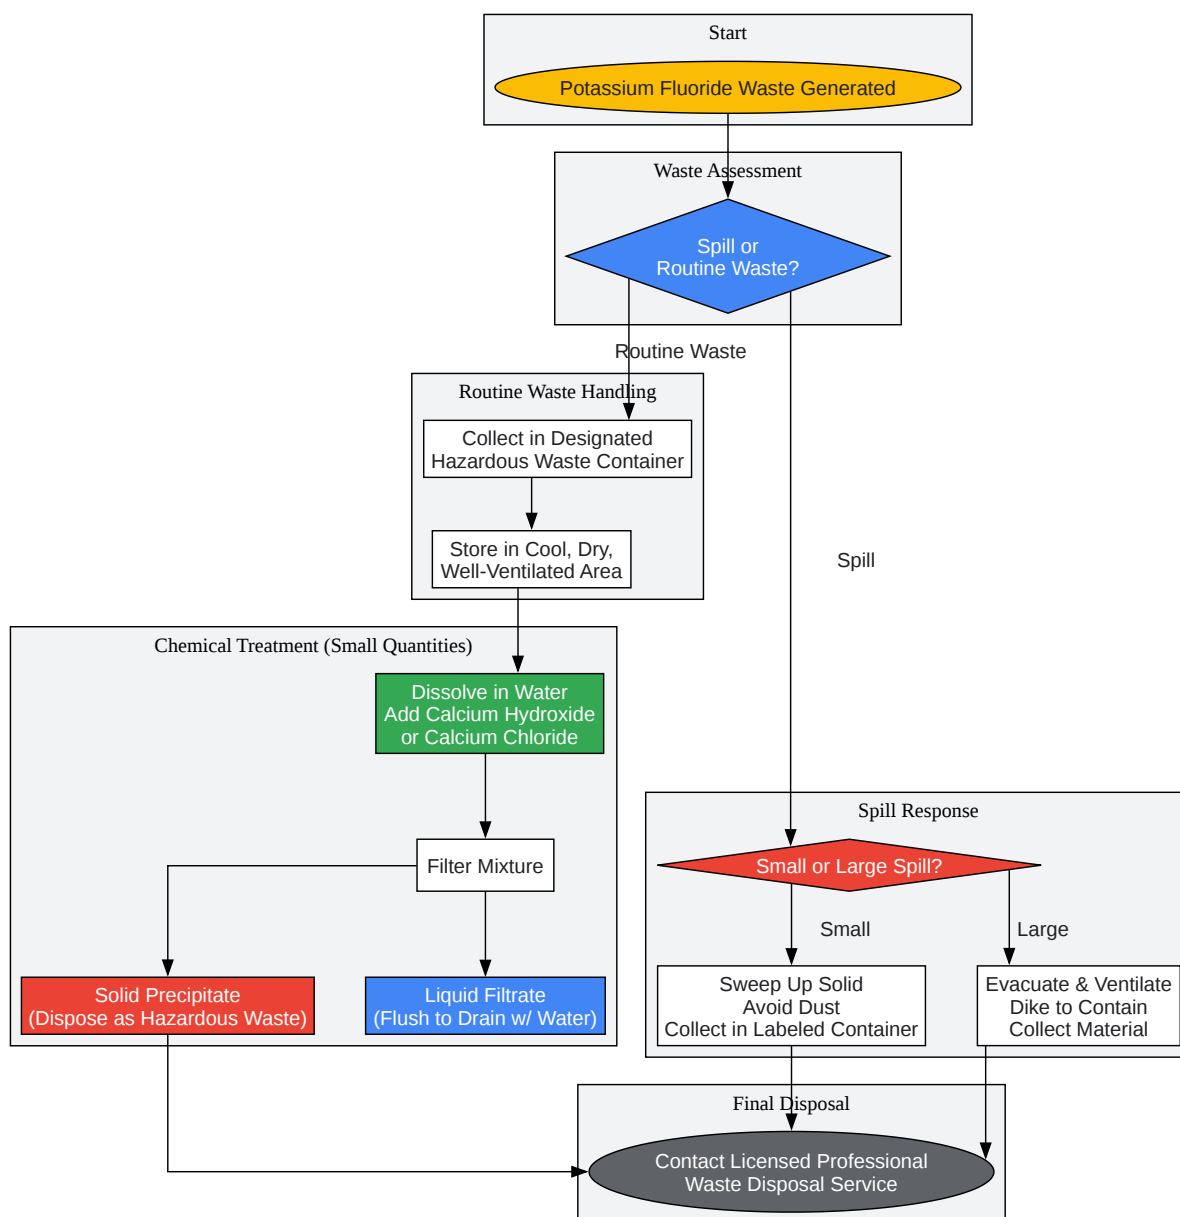 Start
Potassium Fluoride Waste Generated
Waste Assessment
Spill or
Routine Waste?
Routine Waste
Routine Waste Handling
Collect in Designated
Hazardous Waste Container
Store in Cool, Dry,
Well-Ventilated Area
Spill
Chemical Treatment (Small Quantities)
Dissolve in Water
Add Calcium Hydroxide
or Calcium Chloride
Filter Mixture
Solid Precipitate
(Dispose as Hazardous Waste)
Liquid Filtrate
(Flush to Drain w/ Water)
Spill Response
Small or Large Spill?
Small
Large
Sweep Up Solid
Avoid Dust
Collect in Labeled Container
Evacuate & Ventilate
Dike to Contain
Collect Material
Final Disposal
Contact Licensed Professional
Waste Disposal Service